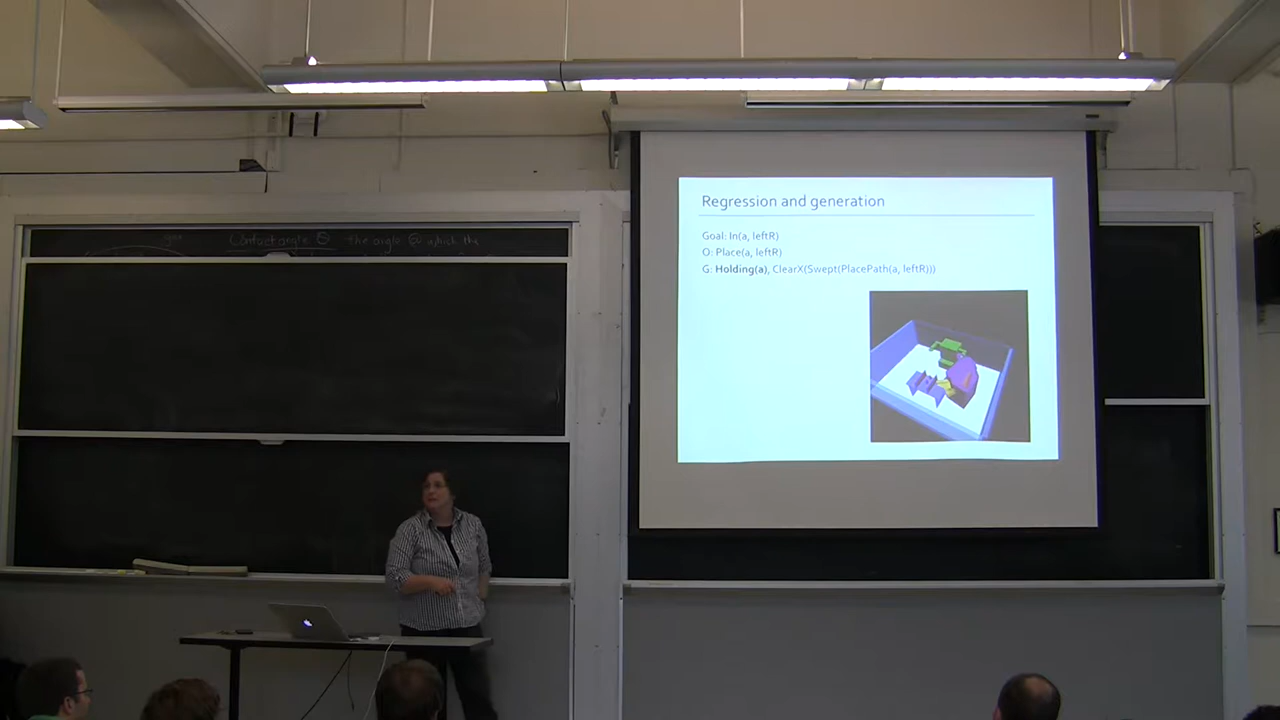 Contact angle θ the angle @ which the
Regression and generation
Goal: In(a, leftR)
O: Place(a, leftR)
G: Holding(a), ClearX(Swept(PlacePath(a, leftR)))